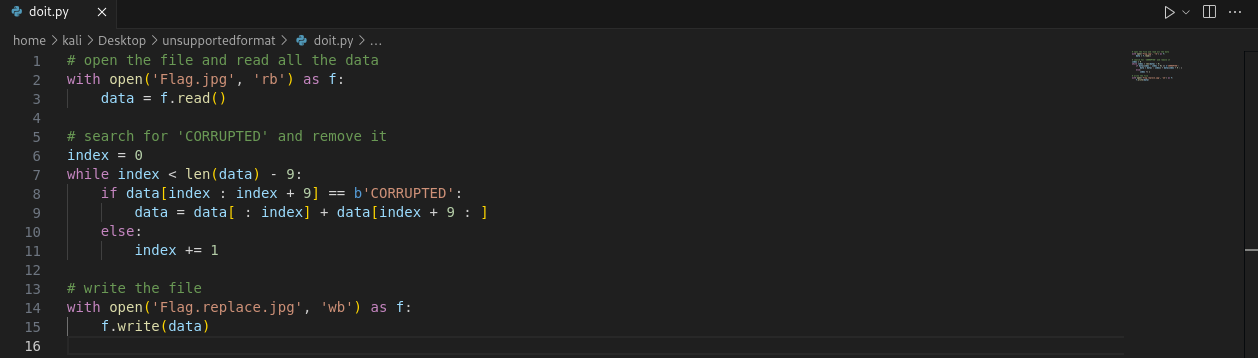 doit.py
home > kali > Desktop > unsupportedformat > doit.py > ...
1 # open the file and read all the data
2 with open('Flag.jpg', 'rb') as f:
3     data = f.read()
4
5 # search for 'CORRUPTED' and remove it
6 index = 0
7 while index < len(data) - 9:
8     if data[index : index + 9] == b'CORRUPTED':
9         data = data[ : index] + data[index + 9 : ]
10     else:
11         index += 1
12
13 # write the file
14 with open('Flag.replace.jpg', 'wb') as f:
15     f.write(data)
16